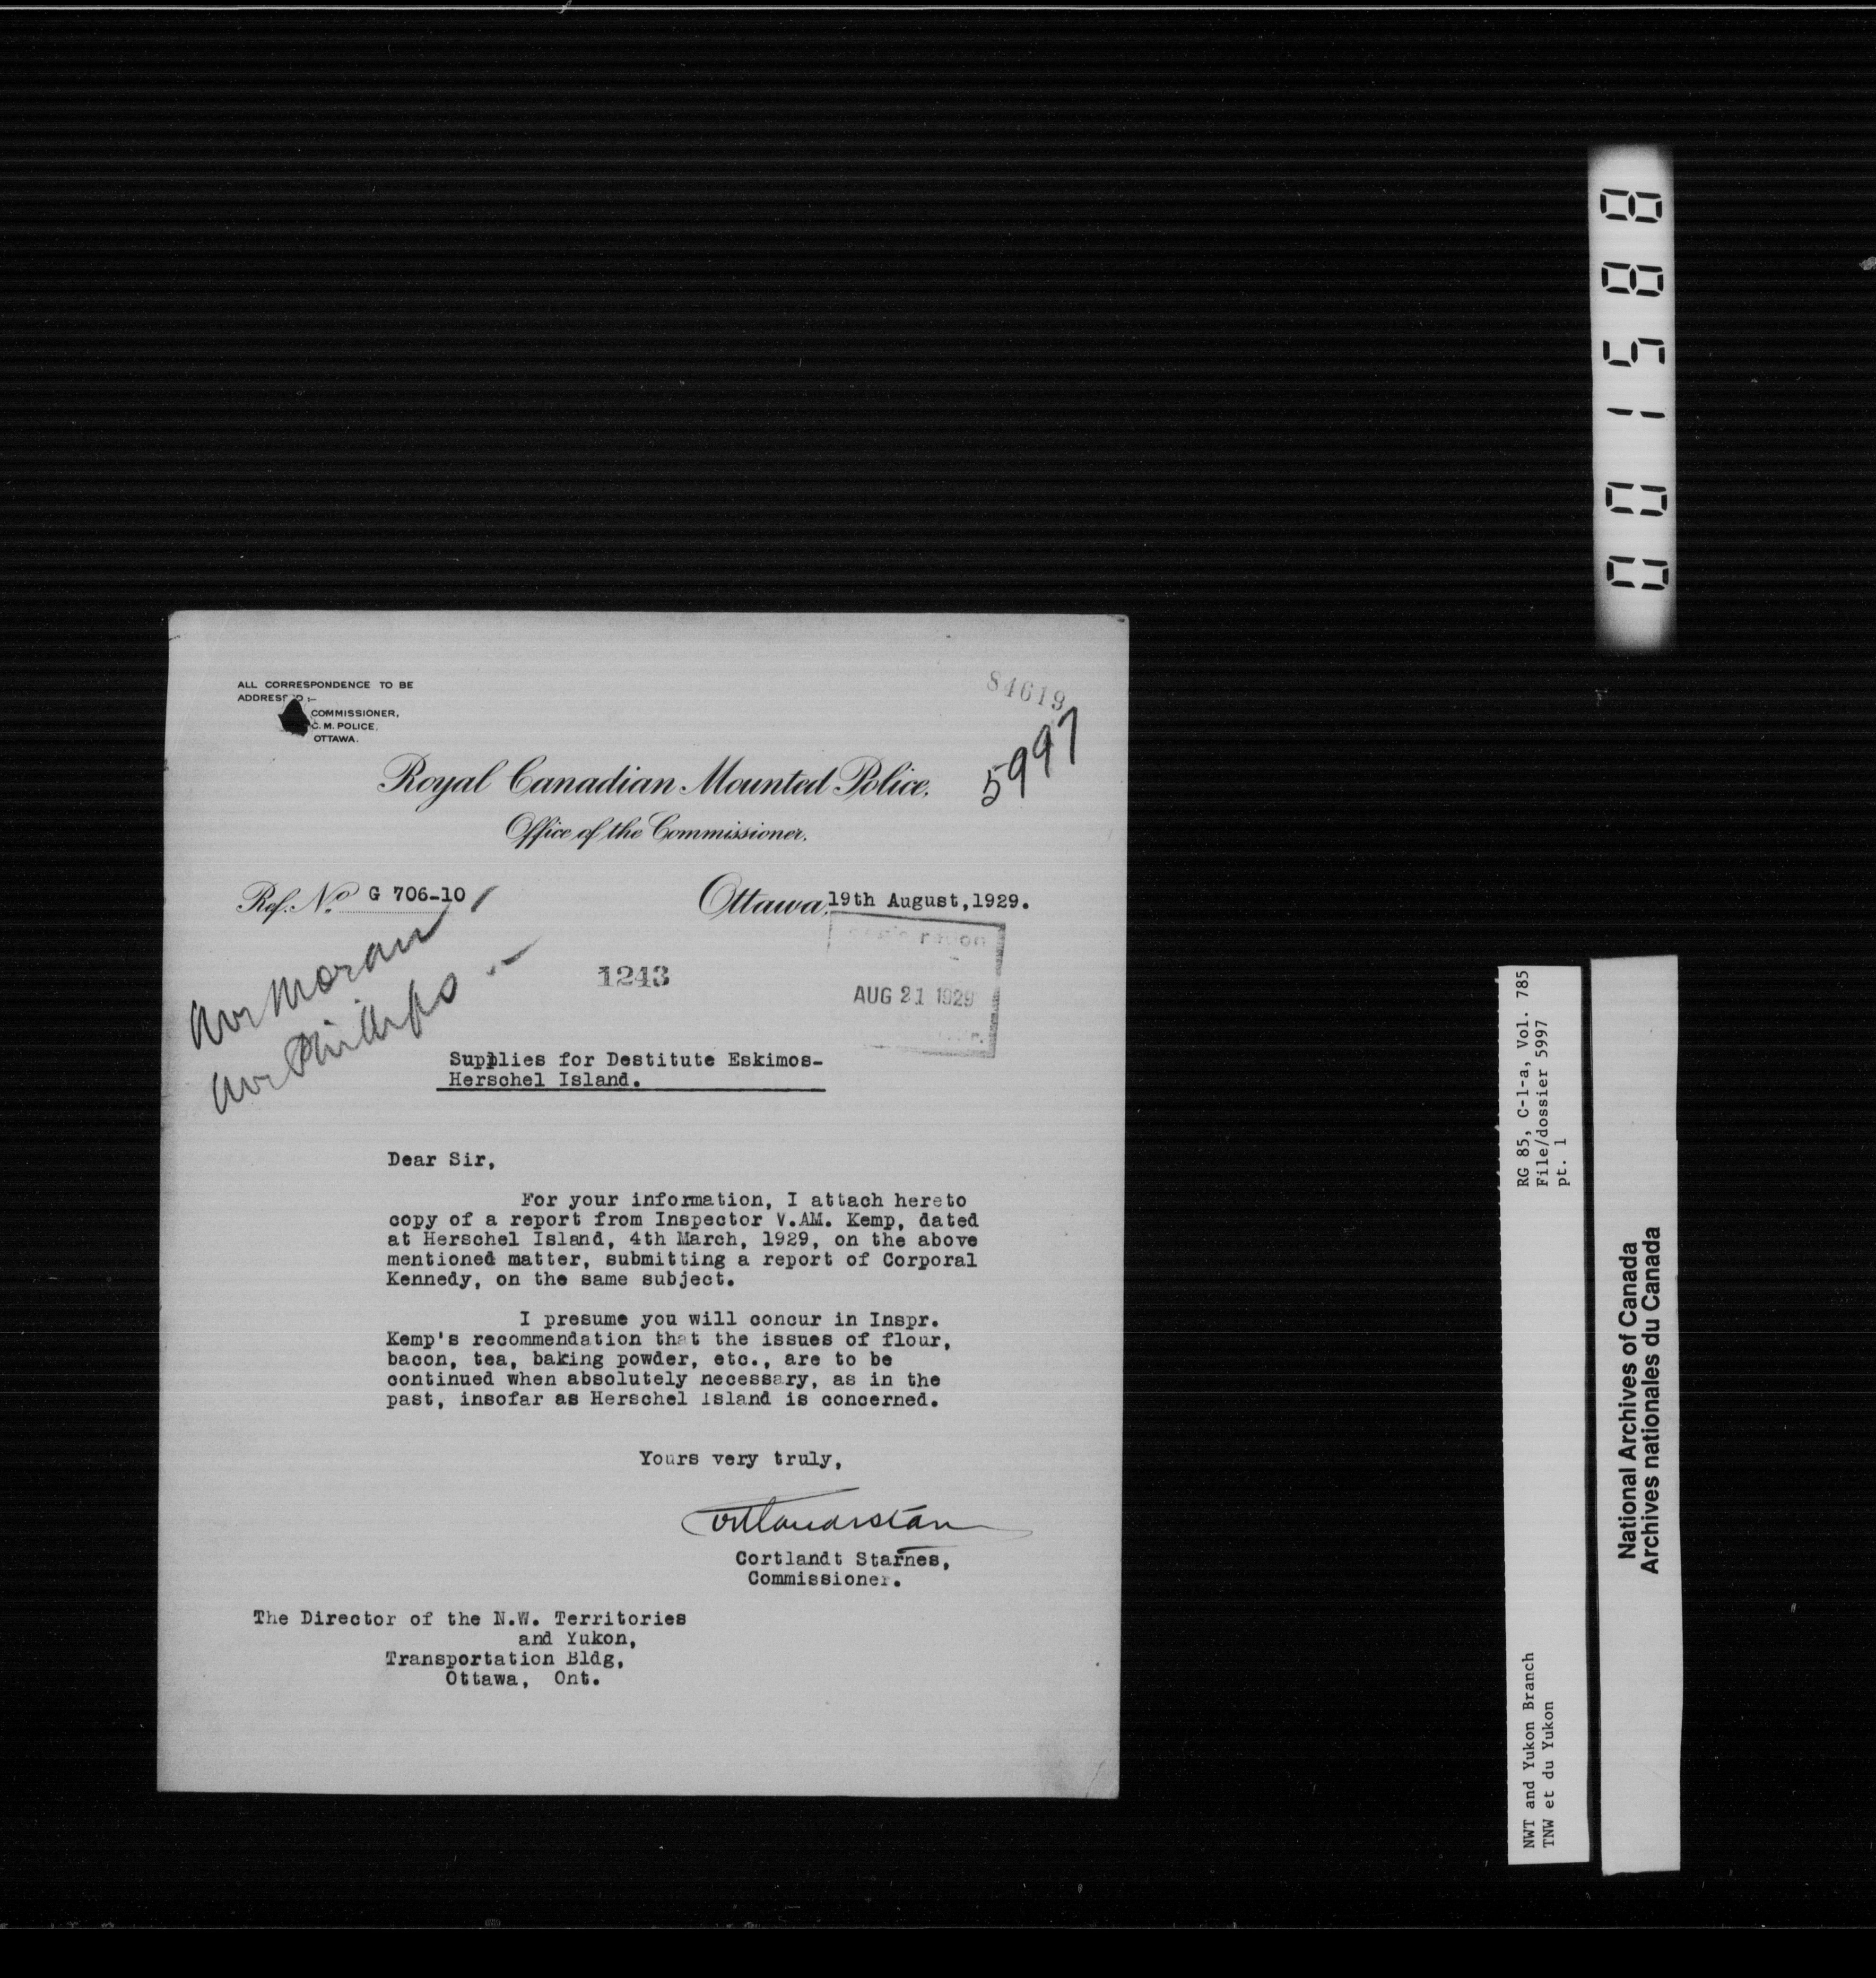 ALL CORRESPONDENCE TO BE
COMMISSIONER,
C. M. POLICE,
OTTAWA.
84619
5997
Royal Canadian Mounted Police.
Office of the Commissioner.
Ref. No. G 706-10
Ottawa, 19th August, 1929.
Mr Moran
Mr Phillips
1243
AUG 21 1929
Supplies for Destitute Eskimos-
Herschel Island.
Dear Sir,
For your information, I attach hereto
copy of a report from Inspector V.AM. Kemp, dated
at Herschel Island, 4th March, 1929, on the above
mentioned matter, submitting a report of Corporal
Kennedy, on the same subject.
I presume you will concur in Inspr.
Kemp's recommendation that the issues of flour,
bacon, tea, baking powder, etc., are to be
continued when absolutely necessary, as in the
past, insofar as Herschel Island is concerned.
Yours very truly,
Cortlandt Starnes,
Commissioner.
The Director of the N.W. Territories
and Yukon,
Transportation Bldg,
Ottawa, Ont.
001588
RG 85, C-1-a, Vol. 785
File/dossier 5997
pt. 1
NWT and Yukon Branch
TNW et du Yukon
National Archives of Canada
Archives nationales du Canada